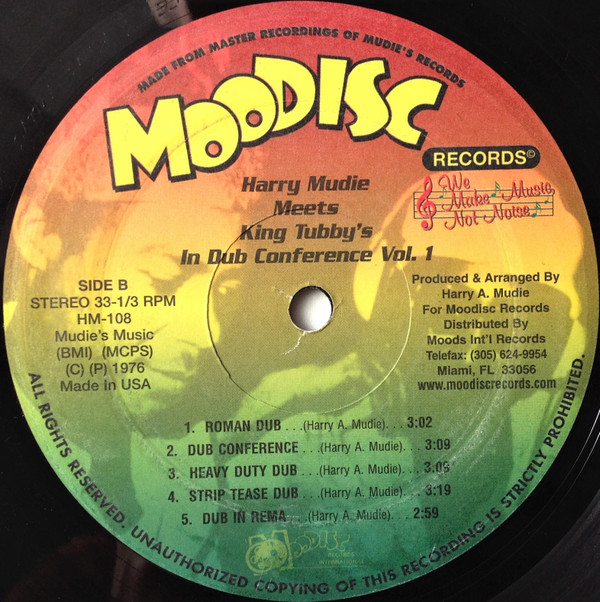 MADE FROM MASTER RECORDINGS OF MUDIE'S RECORDS
MOODISC
RECORDS©
We
Make Music
Not Noise
Harry Mudie
Meets
King Tubby's
In Dub Conference Vol. 1
SIDE B
STEREO 33-1/3 RPM
HM-108
Mudie's Music
(BMI) (MCPS)
(C) (P) 1976
Made In USA
Produced & Arranged By
Harry A. Mudie
For Moodisc Records
Distributed By
Moods Int'l Records
Telefax: (305) 624-9954
Miami, FL 33056
www.moodiscrecords.com
1. ROMAN DUB . . .(Harry A. Mudie). . . 3:02
2. DUB CONFERENCE . . .(Harry A. Mudie). . . 3:09
3. HEAVY DUTY DUB . . .(Harry A. Mudie). . . 3:09
4. STRIP TEASE DUB . . .(Harry A. Mudie). . . 3:19
5. DUB IN REMA . . .(Harry A. Mudie). . . 2:59
MOODISC
RECORDS
INTERNATIONAL
ALL RIGHTS RESERVED. UNAUTHORIZED COPYING OF THIS RECORDING IS STRICTLY PROHIBITED.